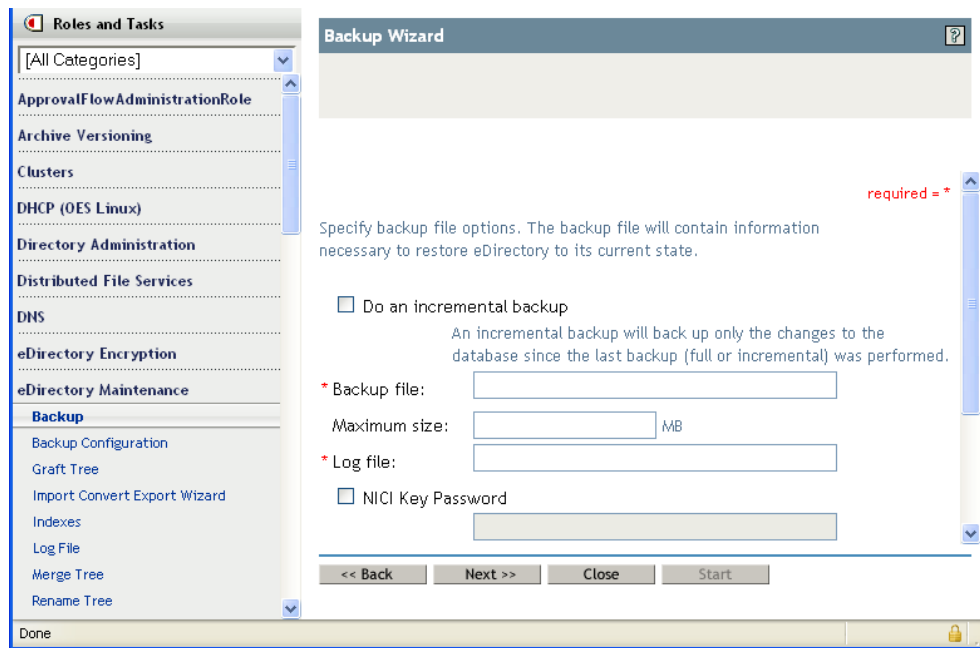 Roles and Tasks
[All Categories]
ApprovalFlowAdministrationRole
Archive Versioning
Clusters
DHCP (OES Linux)
Directory Administration
Distributed File Services
DNS
eDirectory Encryption
eDirectory Maintenance
Backup
Backup Configuration
Graft Tree
Import Convert Export Wizard
Indexes
Log File
Merge Tree
Rename Tree
Backup Wizard
?
required = *
Specify backup file options. The backup file will contain information
necessary to restore eDirectory to its current state.
Do an incremental backup
An incremental backup will back up only the changes to the
database since the last backup (full or incremental) was performed.
* Backup file:
Maximum size: MB
* Log file:
NICI Key Password
<< Back Next >> Close Start
Done